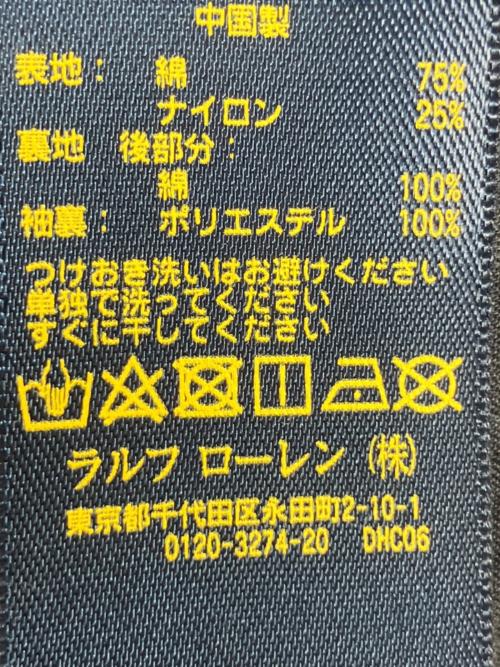 中国製
表地： 綿 75%
ナイロン 25%
裏地 後部分：
綿 100%
袖裏： ポリエステル 100%
つけおき洗いはお避けください
単独で洗ってください
すぐに干してください
ラルフ ローレン (株)
東京都千代田区永田町2-10-1
0120-3274-20 DHC06